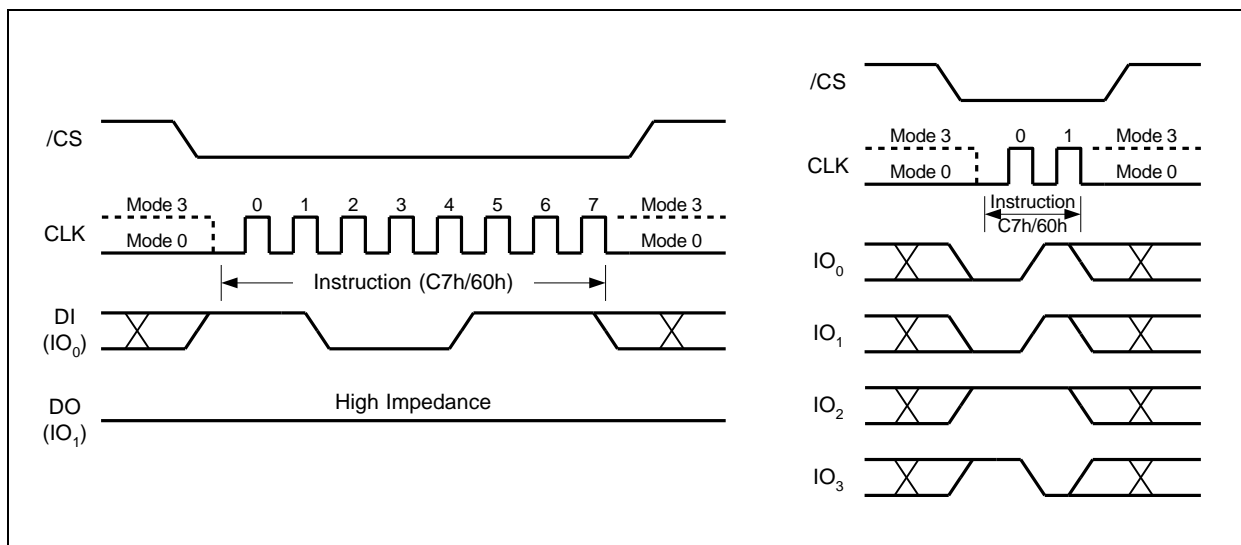 /CS
Mode 3
0 1 2 3 4 5 6 7
Mode 3
CLK
Mode 0
Mode 0
Instruction (C7h/60h)
DI
(IO0)
High Impedance
DO
(IO1)
/CS
Mode 3
0 1
Mode 3
CLK
Mode 0
Mode 0
Instruction
C7h/60h
IO0
IO1
IO2
IO3